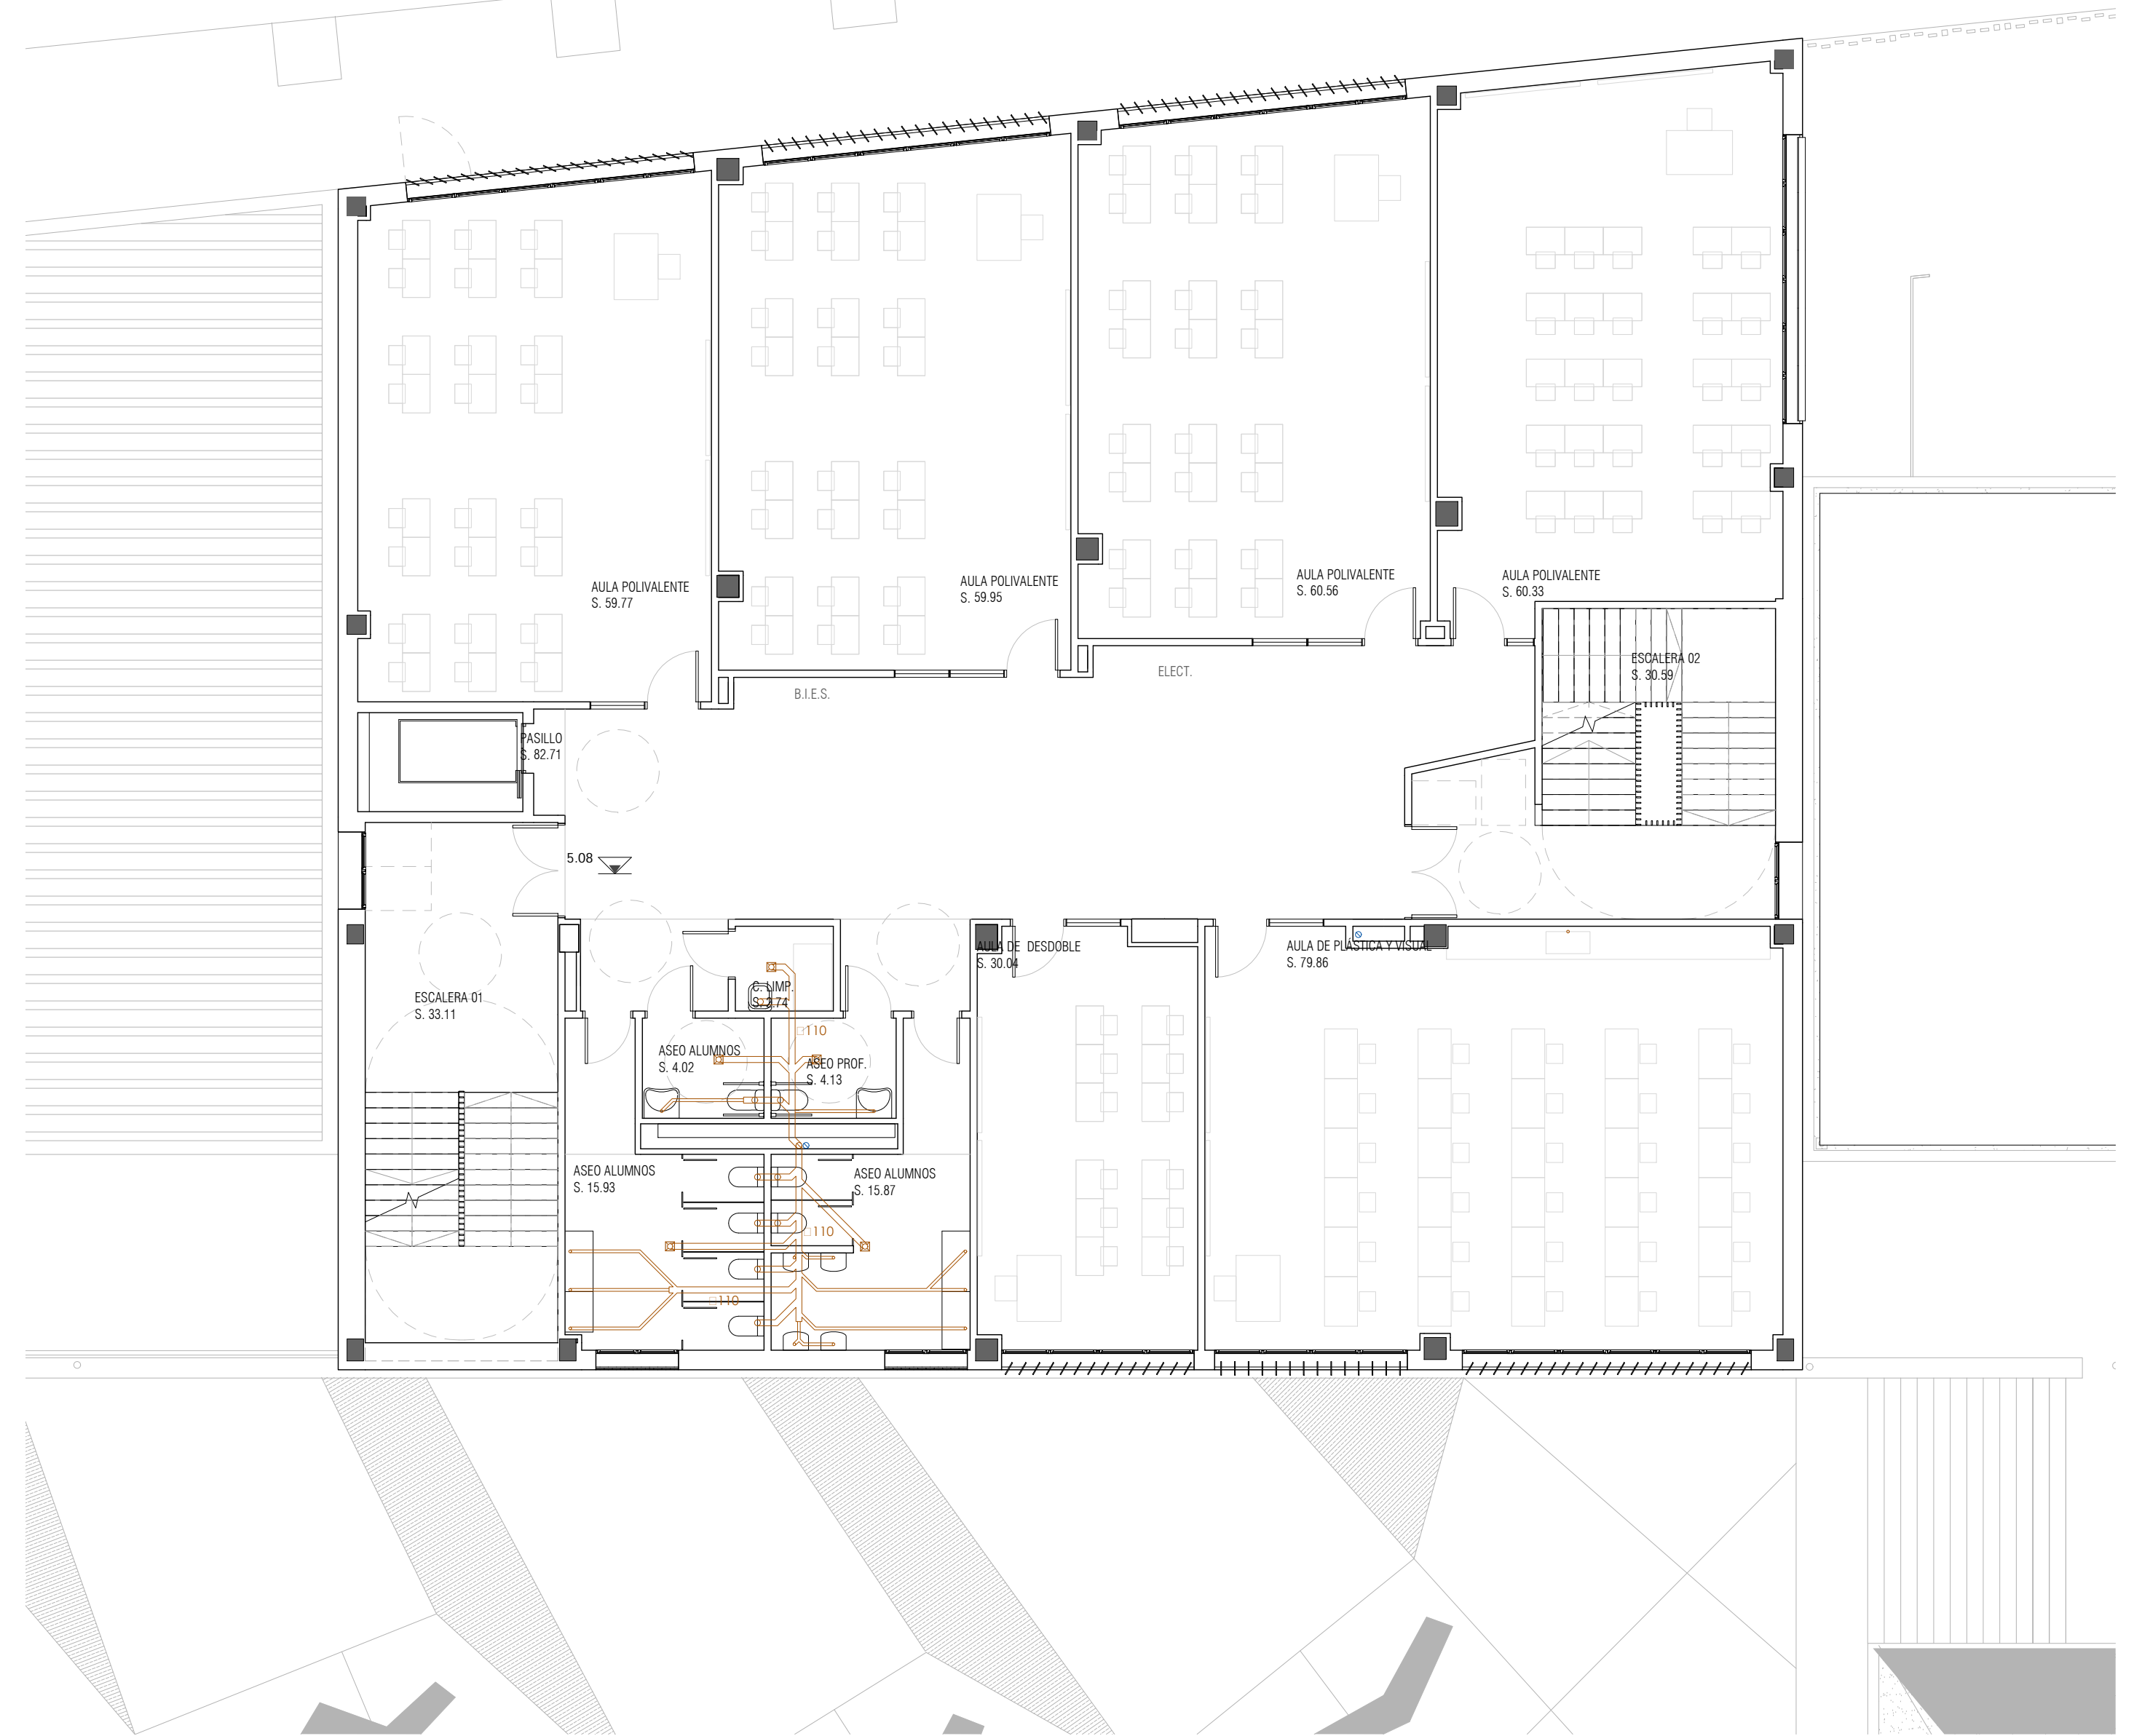 AULA POLIVALENTE
S. 59.77
AULA POLIVALENTE
S. 59.95
AULA POLIVALENTE
S. 60.56
AULA POLIVALENTE
S. 60.33
ESCALERA 02
S. 30.59
ELECT.
B.I.E.S.
PASILLO
S. 82.71
5.08
AULA DE DESDOBLE
S. 30.04
AULA DE PLÁSTICA Y VISUAL
S. 79.86
C. LIMP.
S. 3.74
ESCALERA 01
S. 33.11
110
ASEO ALUMNOS
S. 4.02
ASEO PROF.
S. 4.13
ASEO ALUMNOS
S. 15.93
ASEO ALUMNOS
S. 15.87
110
110